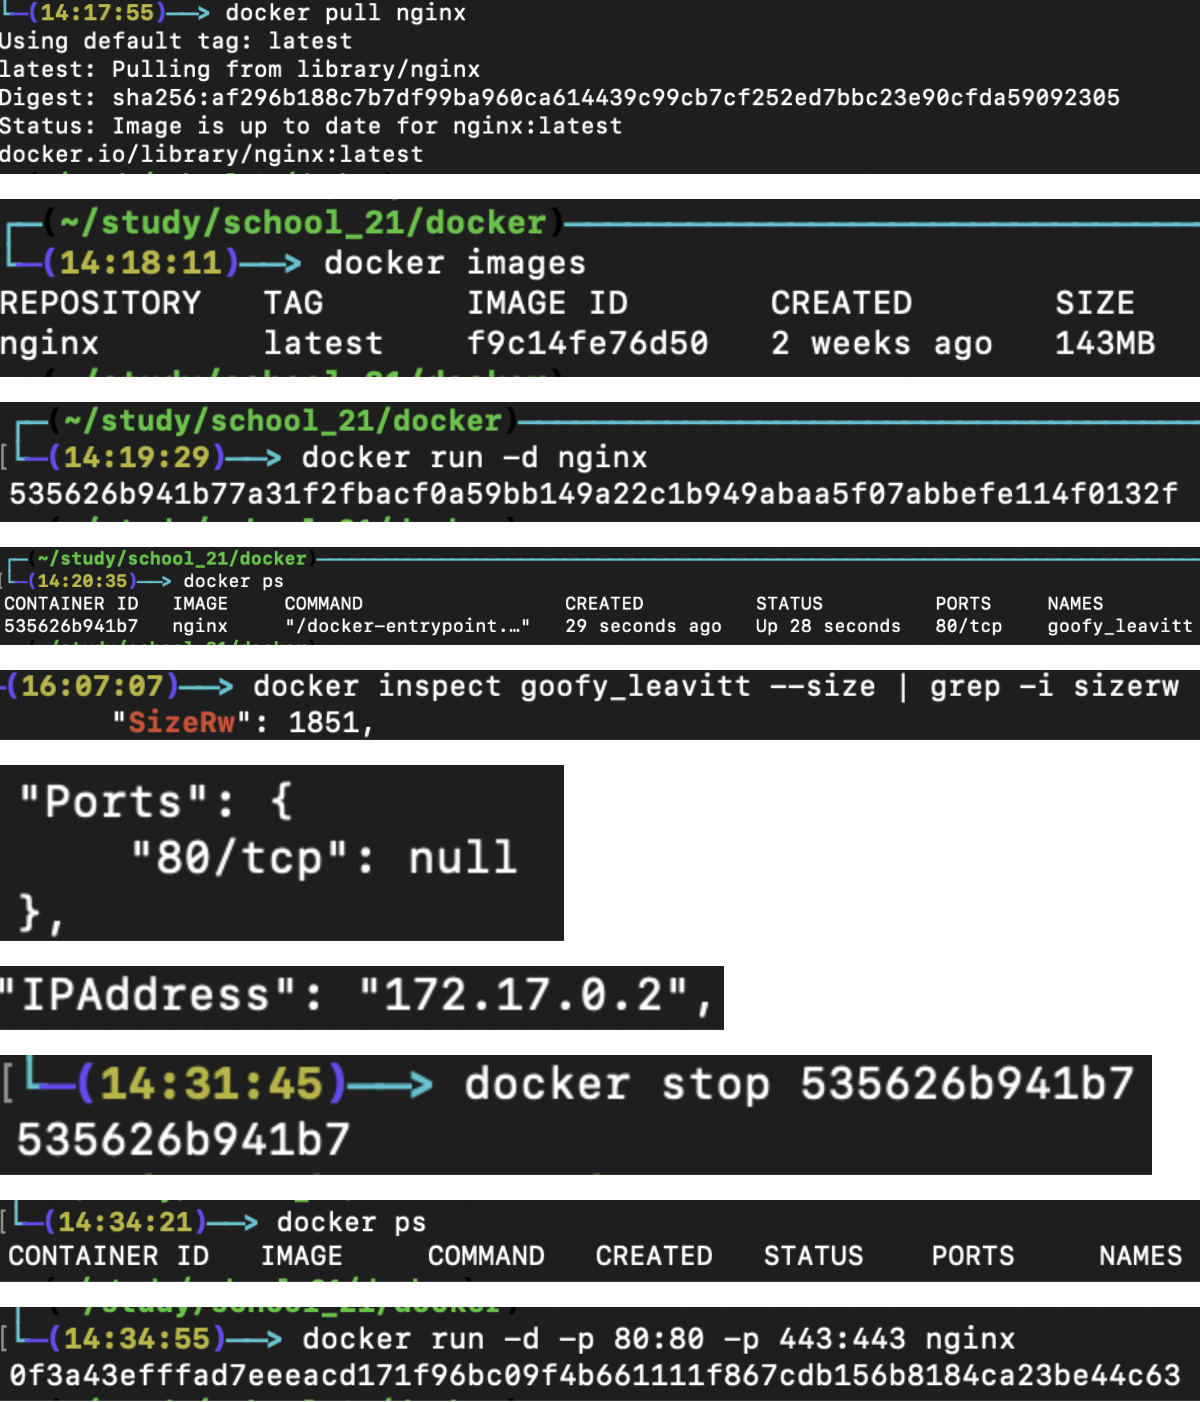 (14:17:55)—> docker pull nginx
Using default tag: latest
latest: Pulling from library/nginx
Digest: sha256:af296b188c7b7df99ba960ca614439c99cb7cf252ed7bbc23e90cfda59092305
Status: Image is up to date for nginx:latest
docker.io/library/nginx:latest
(~/study/school_21/docker)
(14:18:11)—> docker images
REPOSITORY TAG IMAGE ID CREATED SIZE
nginx latest f9c14fe76d50 2 weeks ago 143MB
(~/study/school_21/docker)
(~/study/school_21/docker)
[(14:19:29)—> docker run -d nginx
535626b941b77a31f2fbacf0a59bb149a22c1b949abaa5f07abbefe114f0132f
(~/study/school_21/docker)
[(14:20:35)—> docker ps
CONTAINER ID IMAGE COMMAND CREATED STATUS PORTS NAMES
535626b941b7 nginx "/docker-entrypoint.…" 29 seconds ago Up 28 seconds 80/tcp goofy_leavitt
(16:07:07)—> docker inspect goofy_leavitt --size | grep -i sizerw
"SizeRw": 1851,
"Ports": {
"80/tcp": null
},
"IPAddress": "172.17.0.2",
[(14:31:45)—> docker stop 535626b941b7
535626b941b7
[(14:34:21)—> docker ps
CONTAINER ID IMAGE COMMAND CREATED STATUS PORTS NAMES
(~/study/school_21/docker)
[(14:34:55)—> docker run -d -p 80:80 -p 443:443 nginx
0f3a43efffad7eeeacd171f96bc09f4b661111f867cdb156b8184ca23be44c63